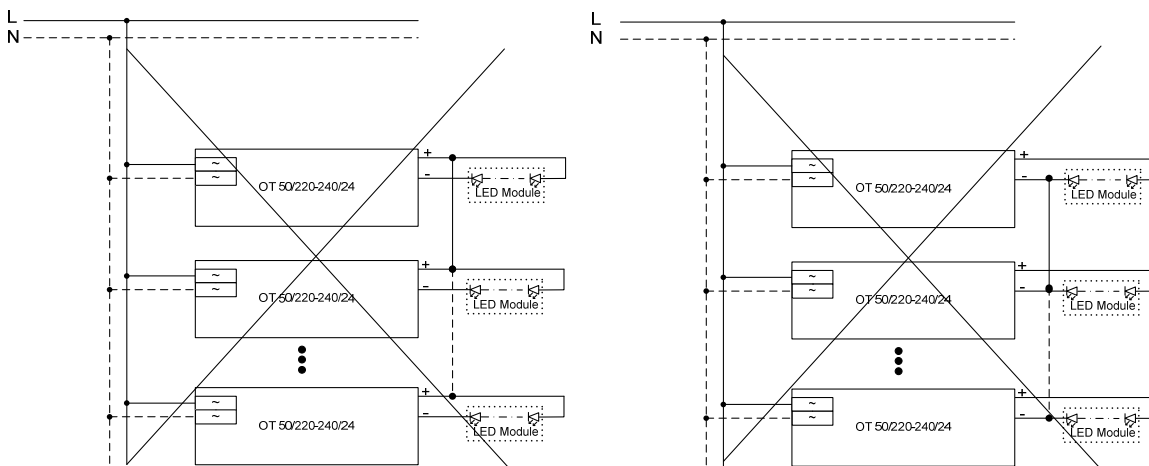 L
N
+
~
~
OT 50/220-240/24
-
LED Module
+
~
~
OT 50/220-240/24
-
LED Module
+
~
~
OT 50/220-240/24
-
LED Module
L
N
+
~
~
OT 50/220-240/24
-
LED Module
+
~
~
OT 50/220-240/24
-
LED Module
+
~
~
OT 50/220-240/24
-
LED Module